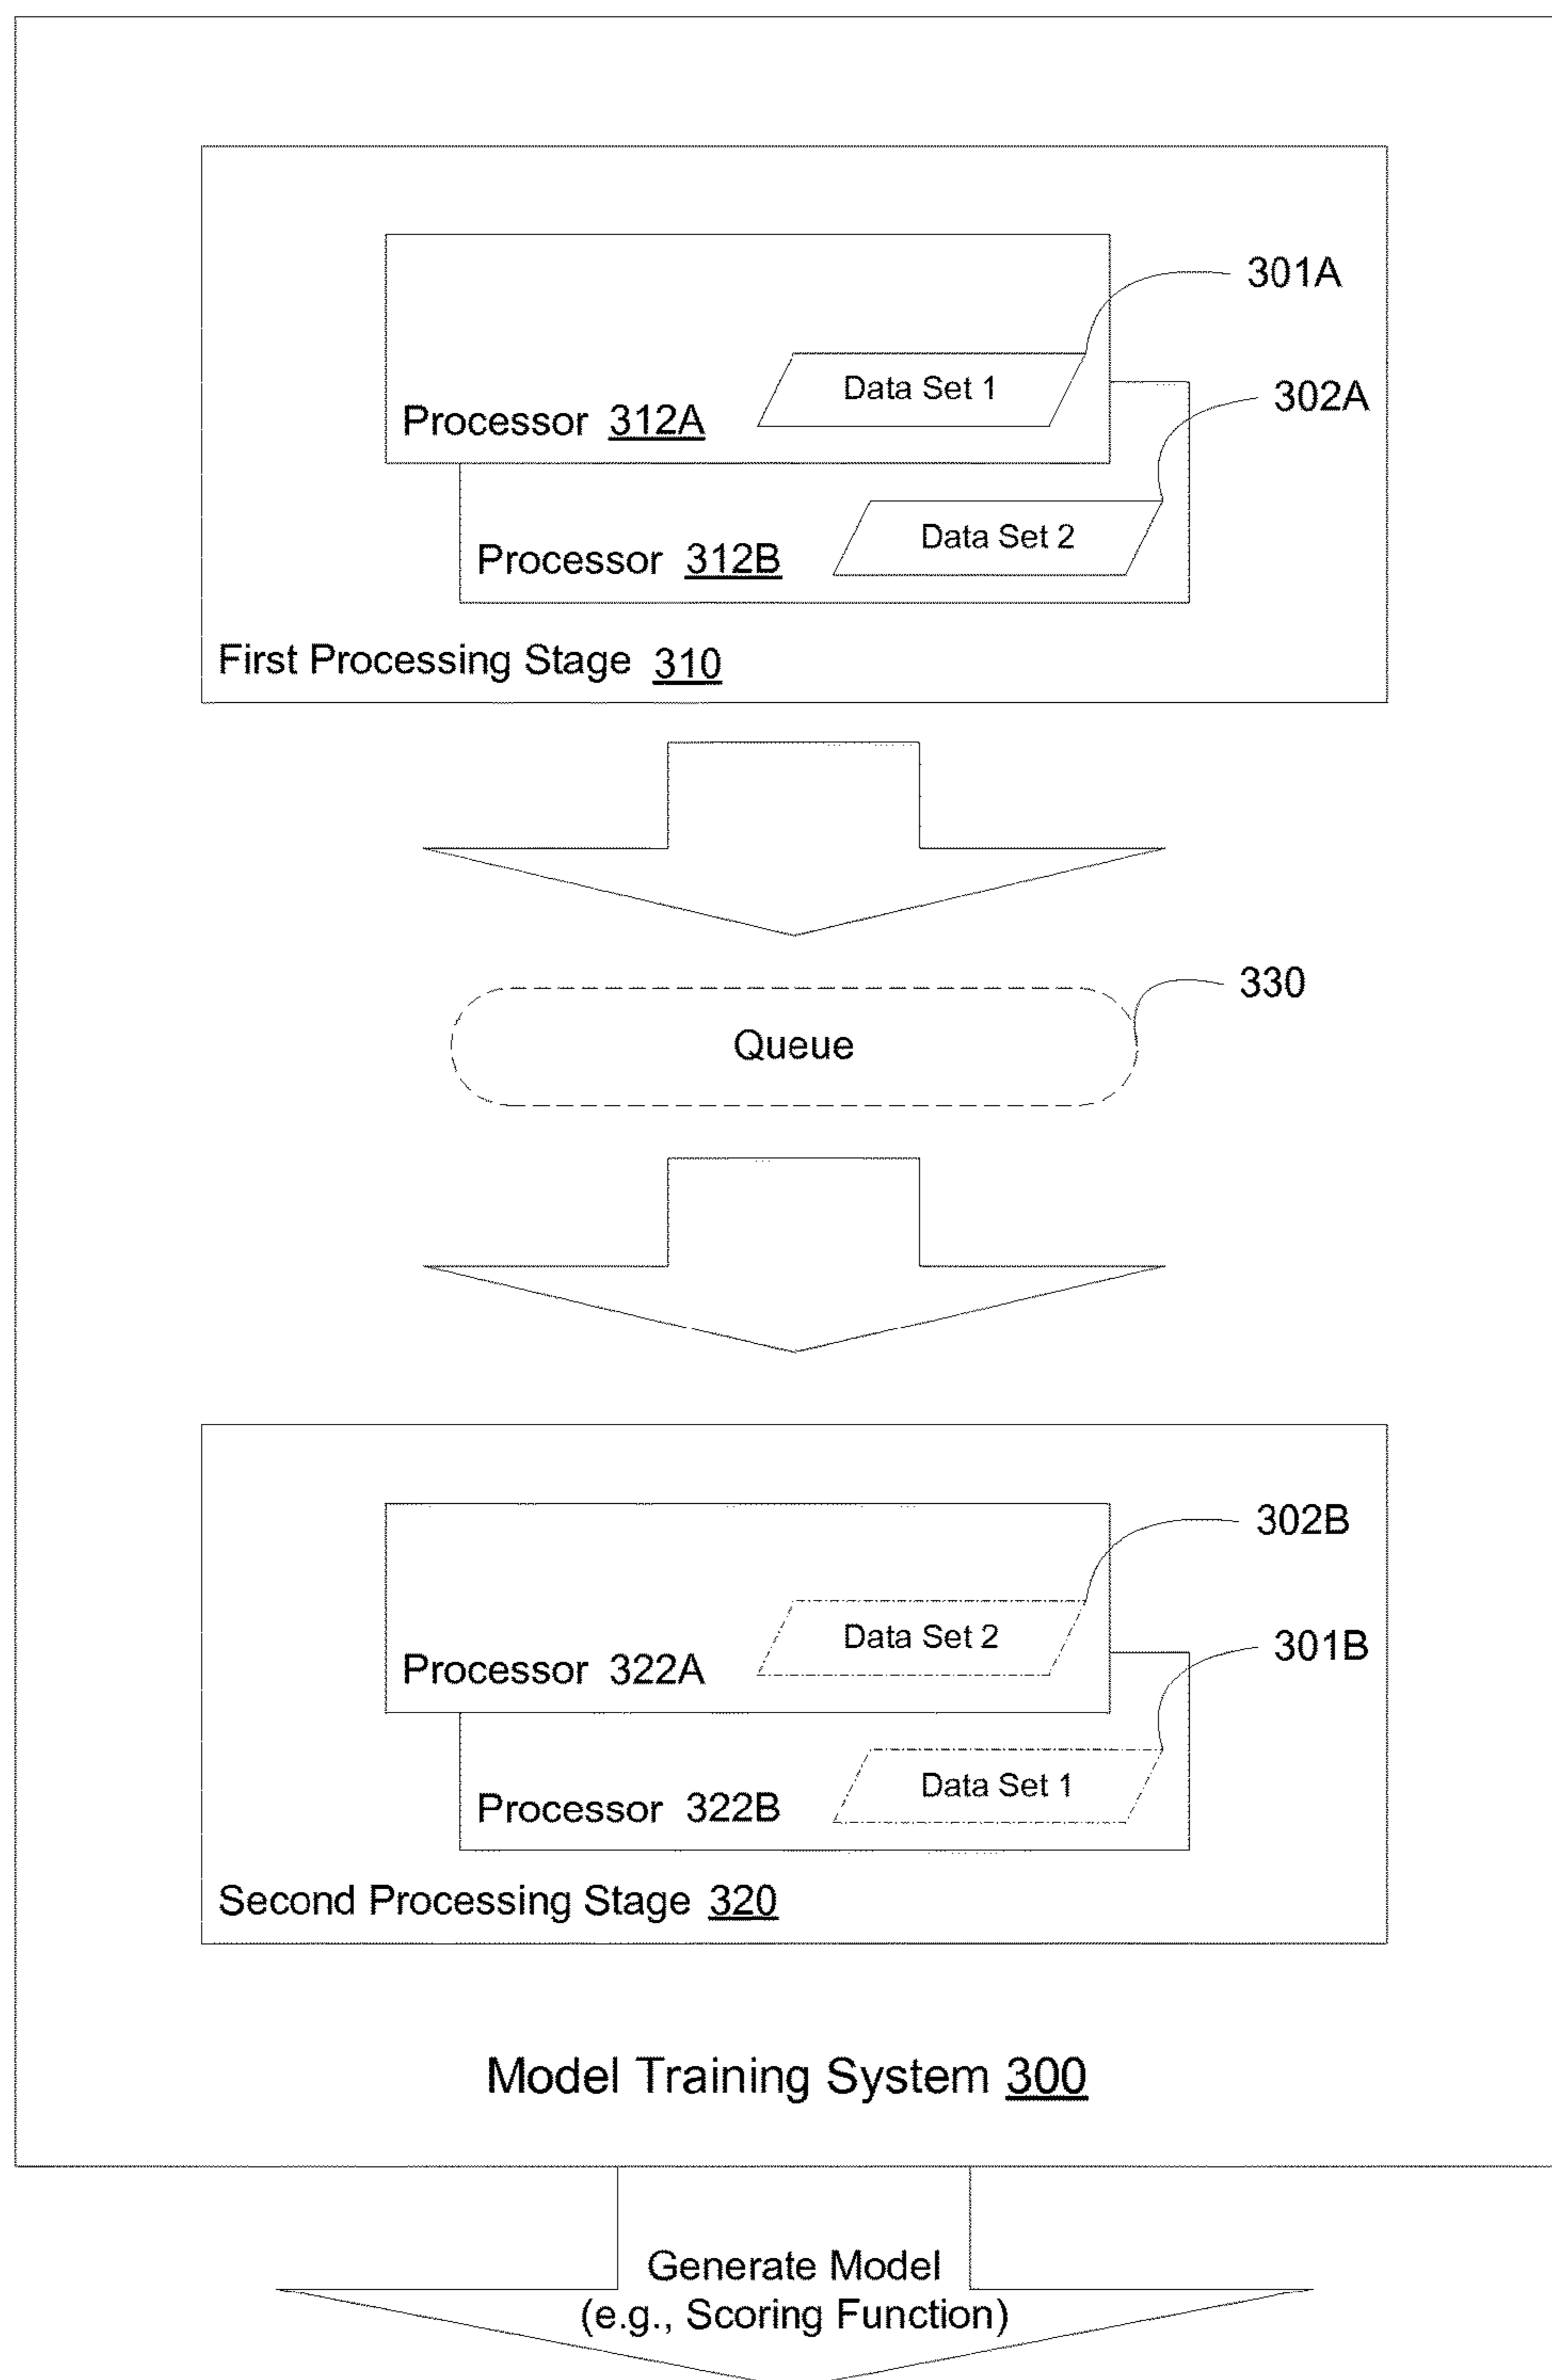 301A
Data Set 1
302A
Processor 312A
Data Set 2
Processor 312B
First Processing Stage 310
330
Queue
302B
Data Set 2
301B
Processor 322A
Data Set 1
Processor 322B
Second Processing Stage 320
Model Training System 300
Generate Model
(e.g., Scoring Function)